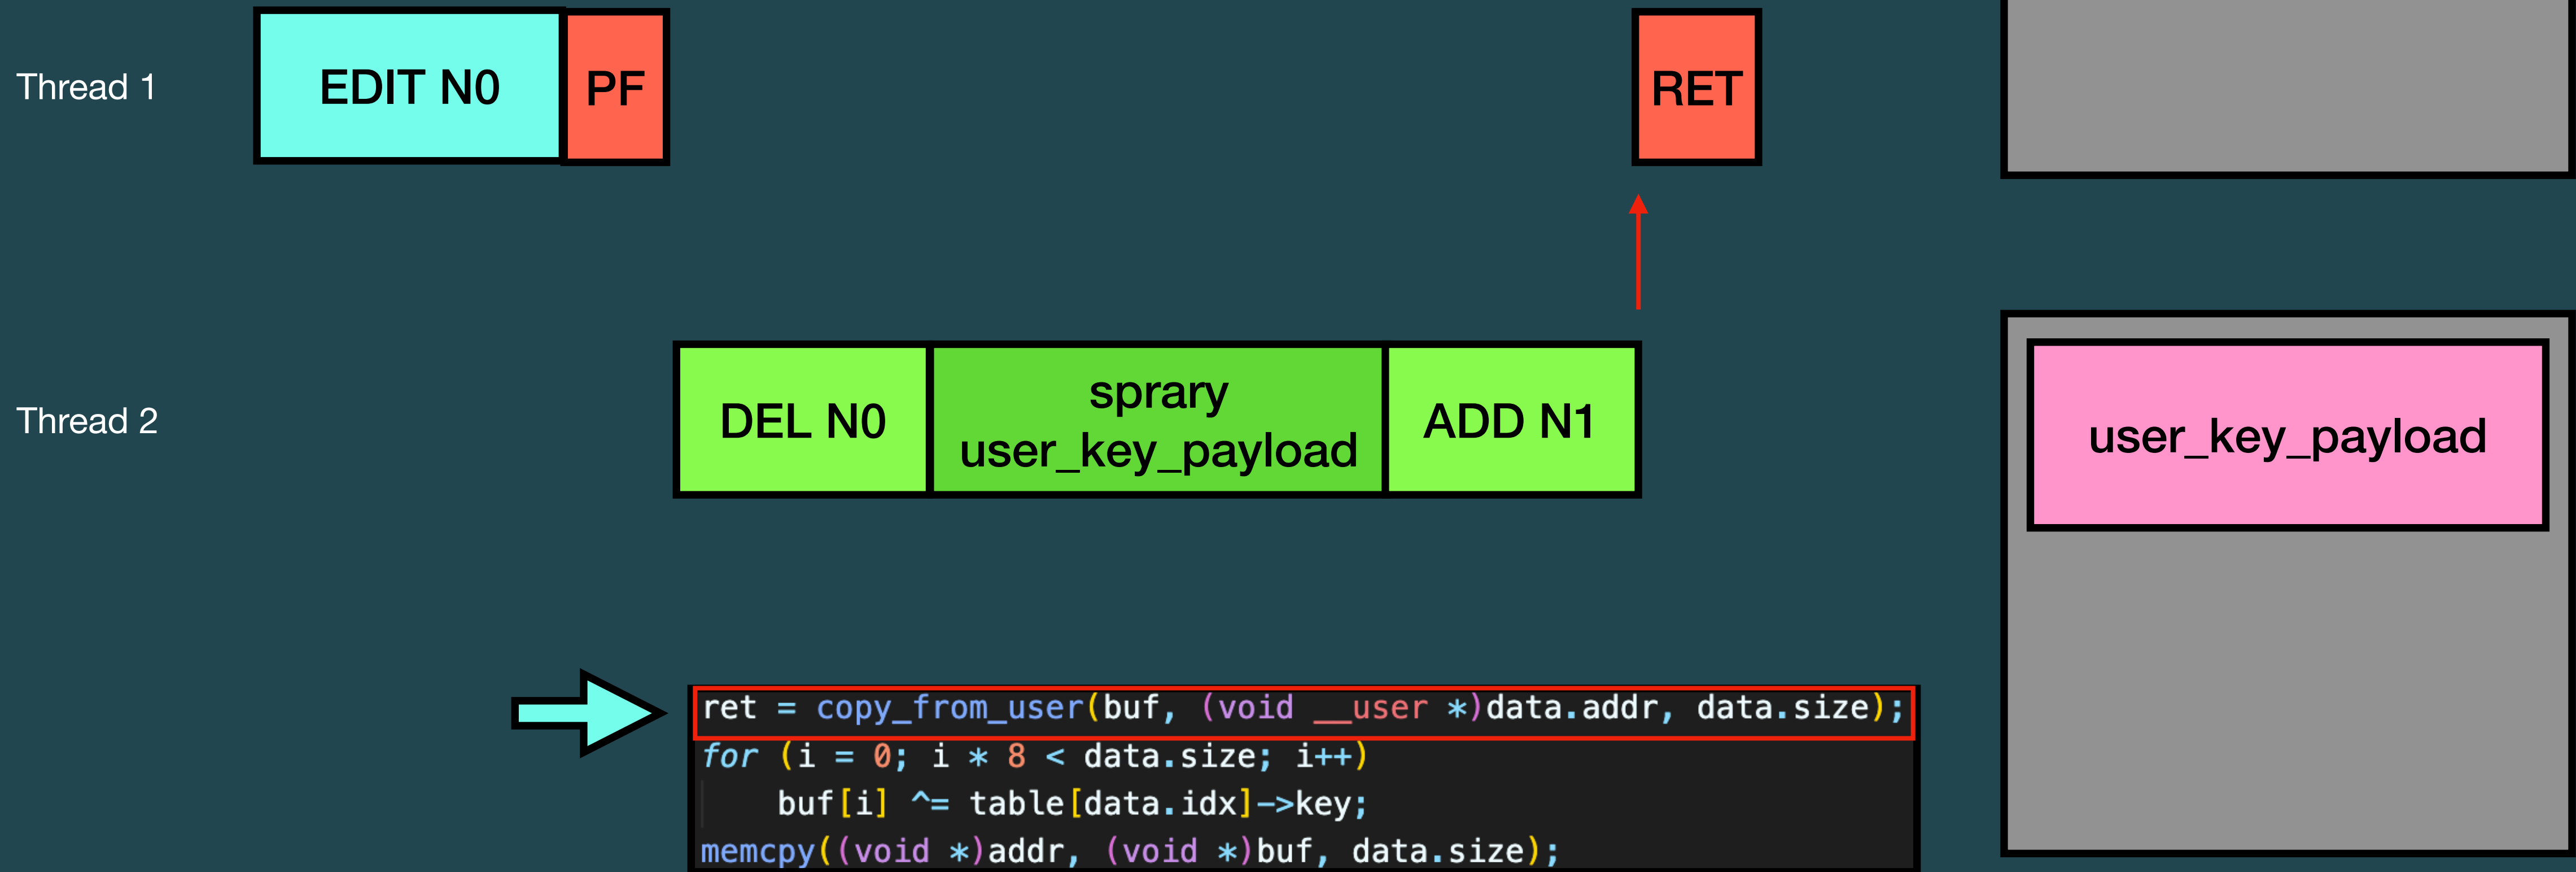 Thread 1
EDIT N0
PF
RET
Thread 2
DEL N0
sprary
user_key_payload
ADD N1
user_key_payload
ret = copy_from_user(buf, (void __user *)data.addr, data.size);
for (i = 0; i * 8 < data.size; i++)
buf[i] ^= table[data.idx]->key;
memcpy((void *)addr, (void *)buf, data.size);